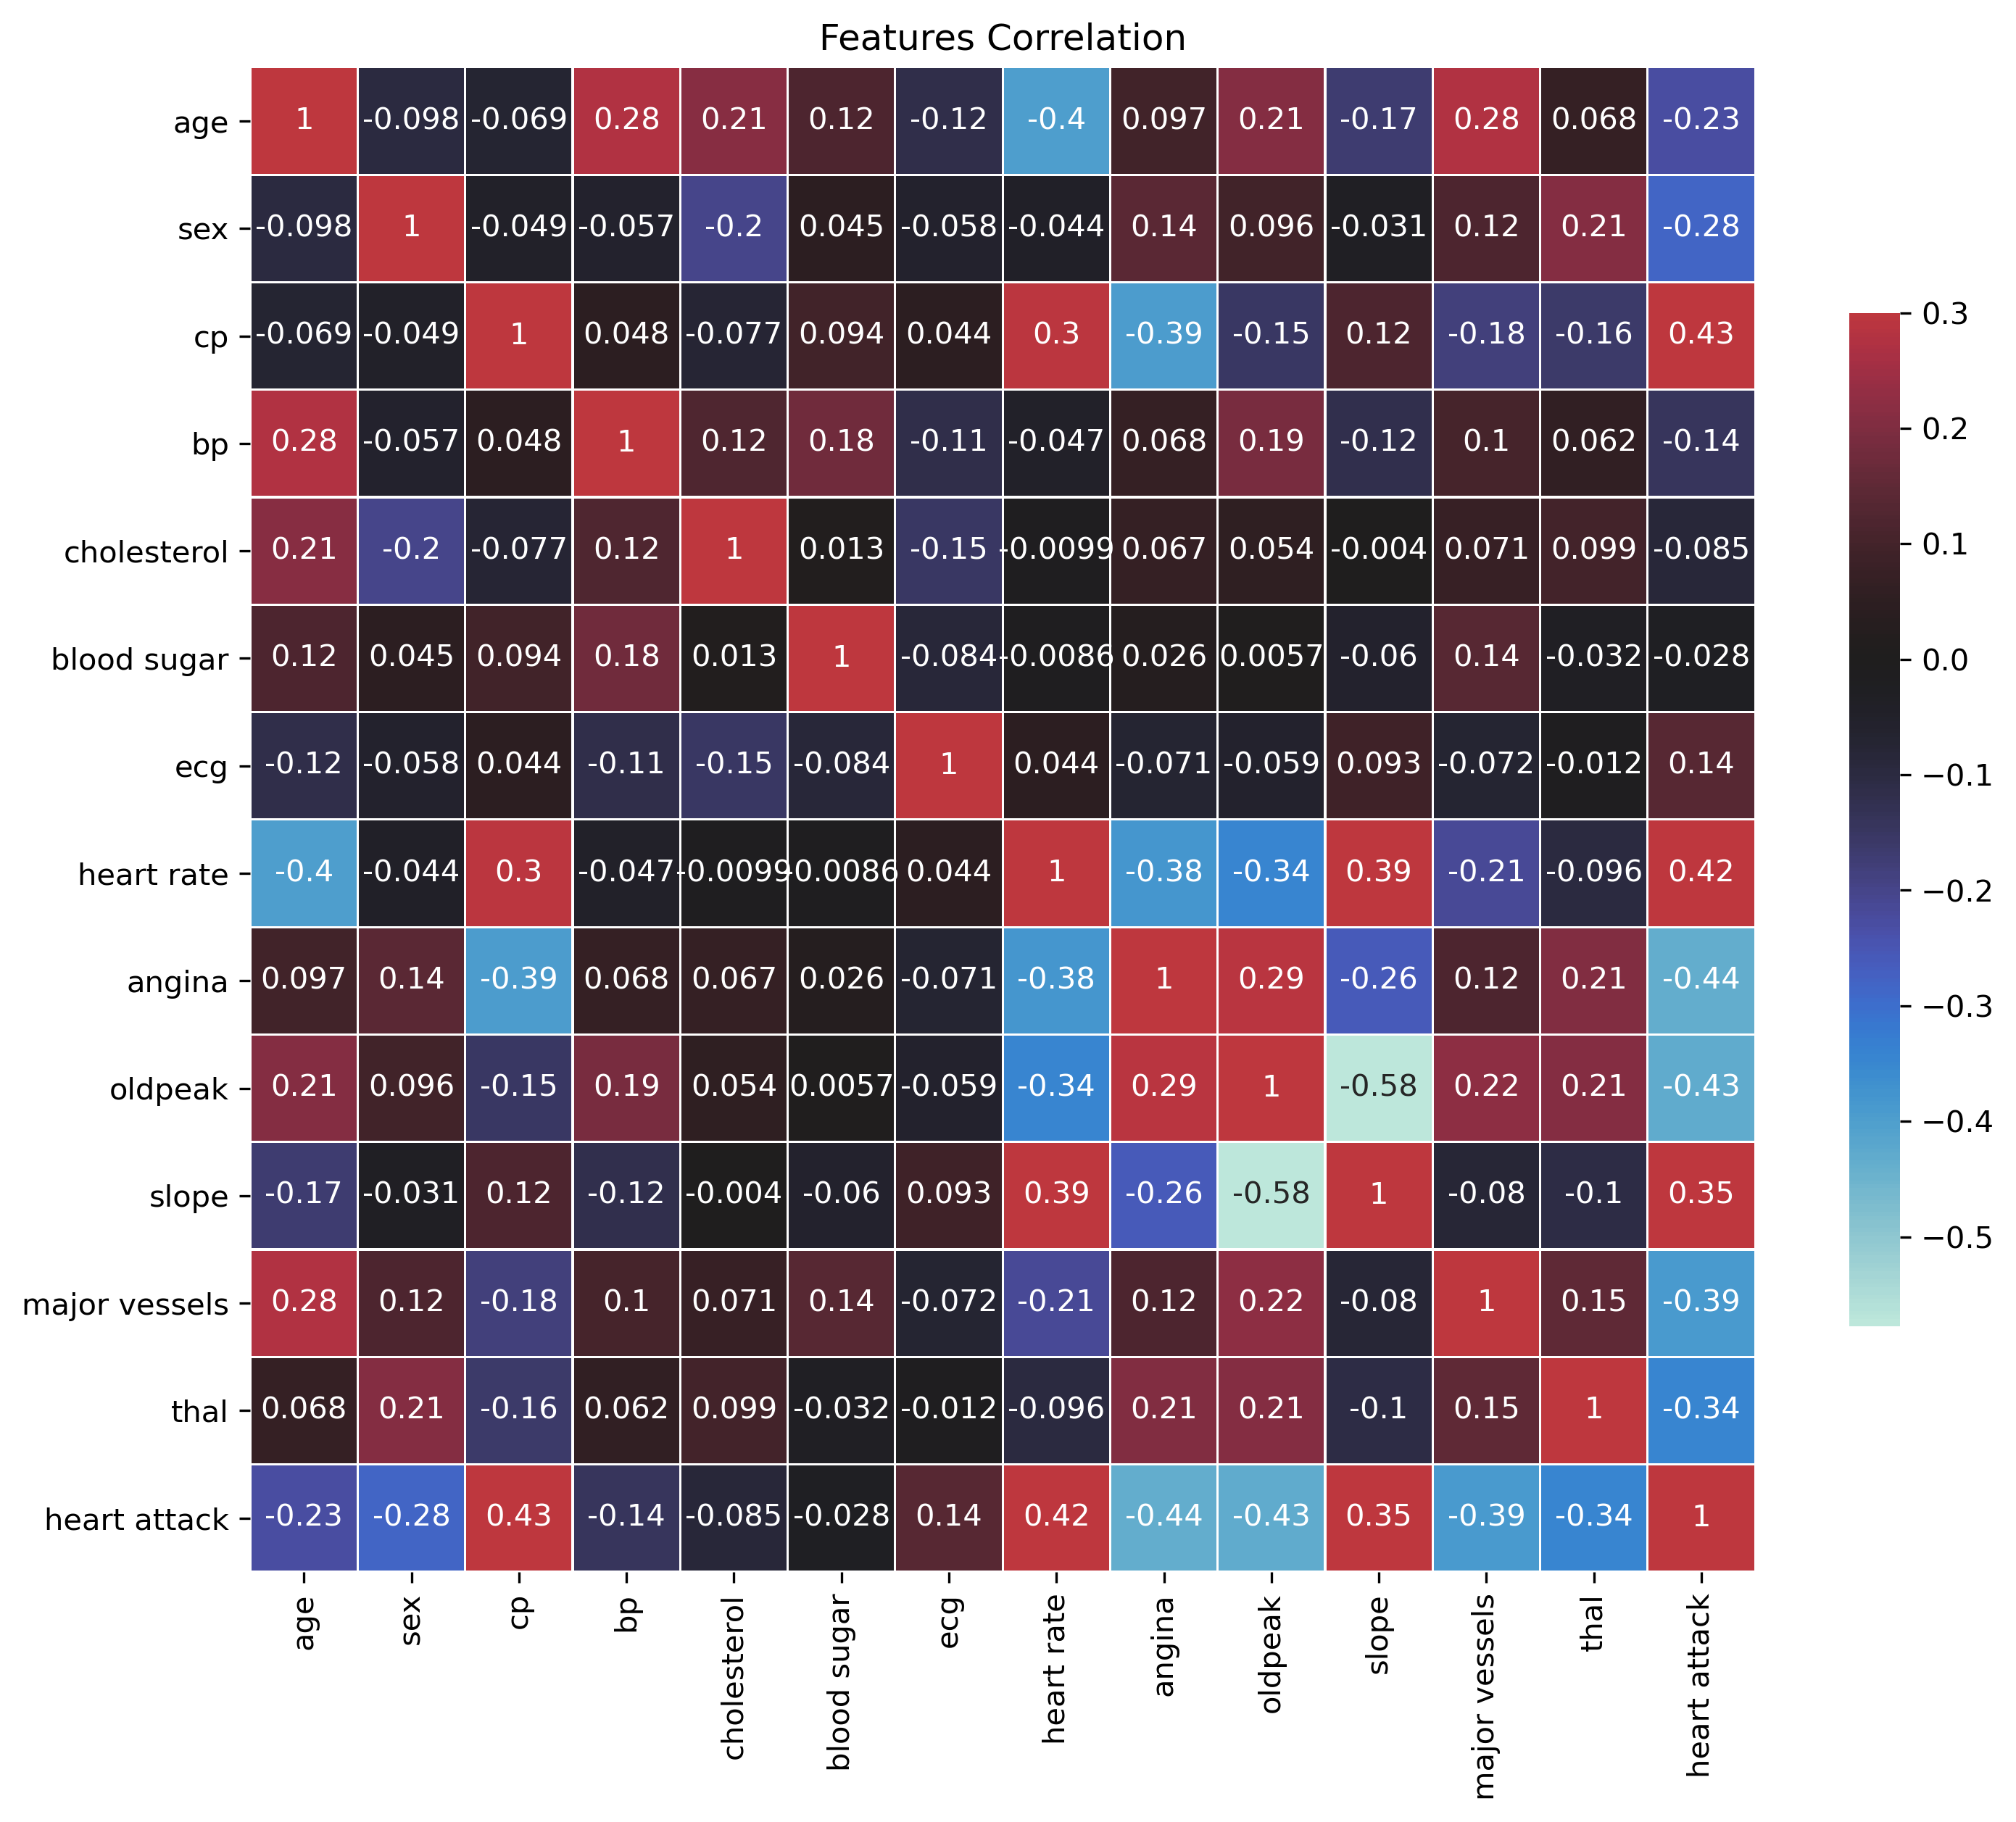 Features Correlation
age 1 -0.098 -0.069 0.28 0.21 0.12 -0.12 -0.4 0.097 0.21 -0.17 0.28 0.068 -0.23
sex -0.098 1 -0.049 -0.057 -0.2 0.045 -0.058 -0.044 0.14 0.096 -0.031 0.12 0.21 -0.28
cp -0.069 -0.049 1 0.048 -0.077 0.094 0.044 0.3 -0.39 -0.15 0.12 -0.18 -0.16 0.43
bp 0.28 -0.057 0.048 1 0.12 0.18 -0.11 -0.047 0.068 0.19 -0.12 0.1 0.062 -0.14
cholesterol 0.21 -0.2 -0.077 0.12 1 0.013 -0.15 -0.0099 0.067 0.054 -0.004 0.071 0.099 -0.085
blood sugar 0.12 0.045 0.094 0.18 0.013 1 -0.084 -0.0086 0.026 0.0057 -0.06 0.14 -0.032 -0.028
ecg -0.12 -0.058 0.044 -0.11 -0.15 -0.084 1 0.044 -0.071 -0.059 0.093 -0.072 -0.012 0.14
heart rate -0.4 -0.044 0.3 -0.047 -0.0099 -0.0086 0.044 1 -0.38 -0.34 0.39 -0.21 -0.096 0.42
angina 0.097 0.14 -0.39 0.068 0.067 0.026 -0.071 -0.38 1 0.29 -0.26 0.12 0.21 -0.44
oldpeak 0.21 0.096 -0.15 0.19 0.054 0.0057 -0.059 -0.34 0.29 1 -0.58 0.22 0.21 -0.43
slope -0.17 -0.031 0.12 -0.12 -0.004 -0.06 0.093 0.39 -0.26 -0.58 1 -0.08 -0.1 0.35
major vessels 0.28 0.12 -0.18 0.1 0.071 0.14 -0.072 -0.21 0.12 0.22 -0.08 1 0.15 -0.39
thal 0.068 0.21 -0.16 0.062 0.099 -0.032 -0.012 -0.096 0.21 0.21 -0.1 0.15 1 -0.34
heart attack -0.23 -0.28 0.43 -0.14 -0.085 -0.028 0.14 0.42 -0.44 -0.43 0.35 -0.39 -0.34 1
age sex cp bp cholesterol blood sugar ecg heart rate angina oldpeak slope major vessels thal heart attack
0.3
0.2
0.1
0.0
−0.1
−0.2
−0.3
−0.4
−0.5